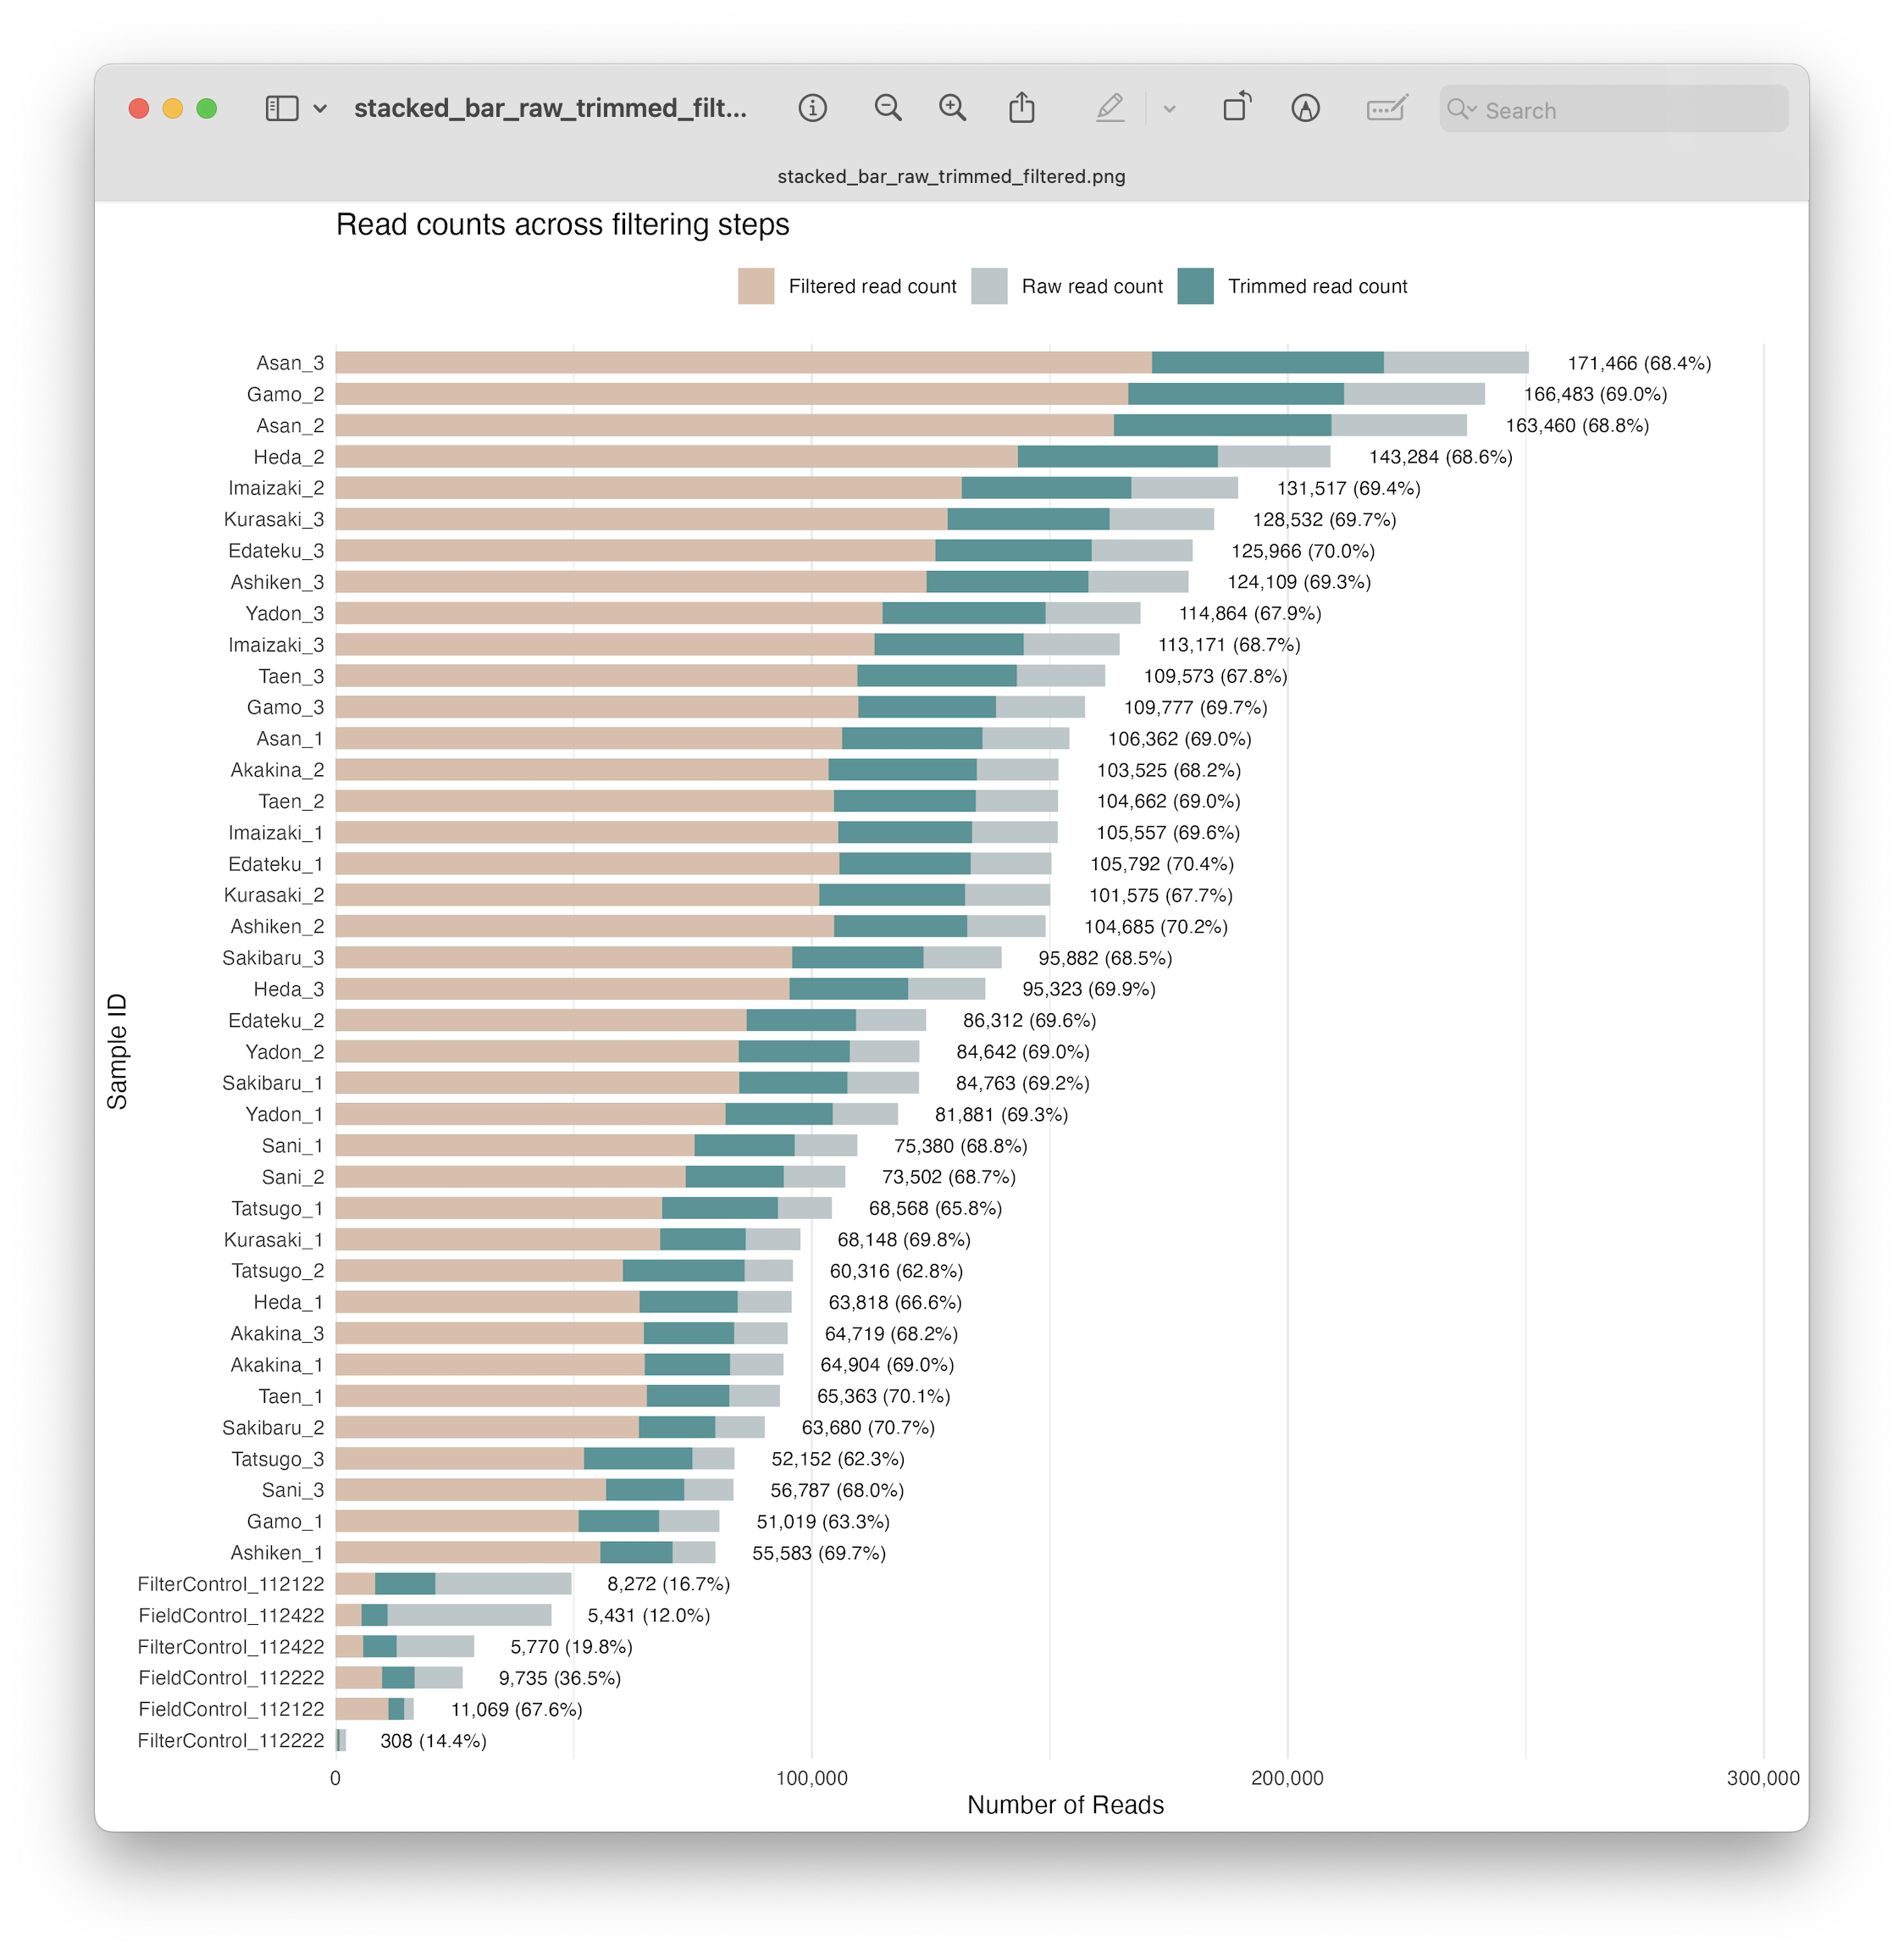 stacked_bar_raw_trimmed_filt...
Search
stacked_bar_raw_trimmed_filtered.png
Read counts across filtering steps
Filtered read count Raw read count Trimmed read count
Asan_3 171,466 (68.4%)
Gamo_2 166,483 (69.0%)
Asan_2 163,460 (68.8%)
Heda_2 143,284 (68.6%)
Imaizaki_2 131,517 (69.4%)
Kurasaki_3 128,532 (69.7%)
Edateku_3 125,966 (70.0%)
Ashiken_3 124,109 (69.3%)
Yadon_3 114,864 (67.9%)
Imaizaki_3 113,171 (68.7%)
Taen_3 109,573 (67.8%)
Gamo_3 109,777 (69.7%)
Asan_1 106,362 (69.0%)
Akakina_2 103,525 (68.2%)
Taen_2 104,662 (69.0%)
Imaizaki_1 105,557 (69.6%)
Edateku_1 105,792 (70.4%)
Kurasaki_2 101,575 (67.7%)
Ashiken_2 104,685 (70.2%)
Sakibaru_3 95,882 (68.5%)
Heda_3 95,323 (69.9%)
Edateku_2 86,312 (69.6%)
Yadon_2 84,642 (69.0%)
Sakibaru_1 84,763 (69.2%)
Yadon_1 81,881 (69.3%)
Sani_1 75,380 (68.8%)
Sani_2 73,502 (68.7%)
Tatsugo_1 68,568 (65.8%)
Kurasaki_1 68,148 (69.8%)
Tatsugo_2 60,316 (62.8%)
Heda_1 63,818 (66.6%)
Akakina_3 64,719 (68.2%)
Akakina_1 64,904 (69.0%)
Taen_1 65,363 (70.1%)
Sakibaru_2 63,680 (70.7%)
Tatsugo_3 52,152 (62.3%)
Sani_3 56,787 (68.0%)
Gamo_1 51,019 (63.3%)
Ashiken_1 55,583 (69.7%)
FilterControl_112122 8,272 (16.7%)
FieldControl_112422 5,431 (12.0%)
FilterControl_112422 5,770 (19.8%)
FieldControl_112222 9,735 (36.5%)
FieldControl_112122 11,069 (67.6%)
FilterControl_112222 308 (14.4%)
Sample ID
0 100,000 200,000 300,000
Number of Reads